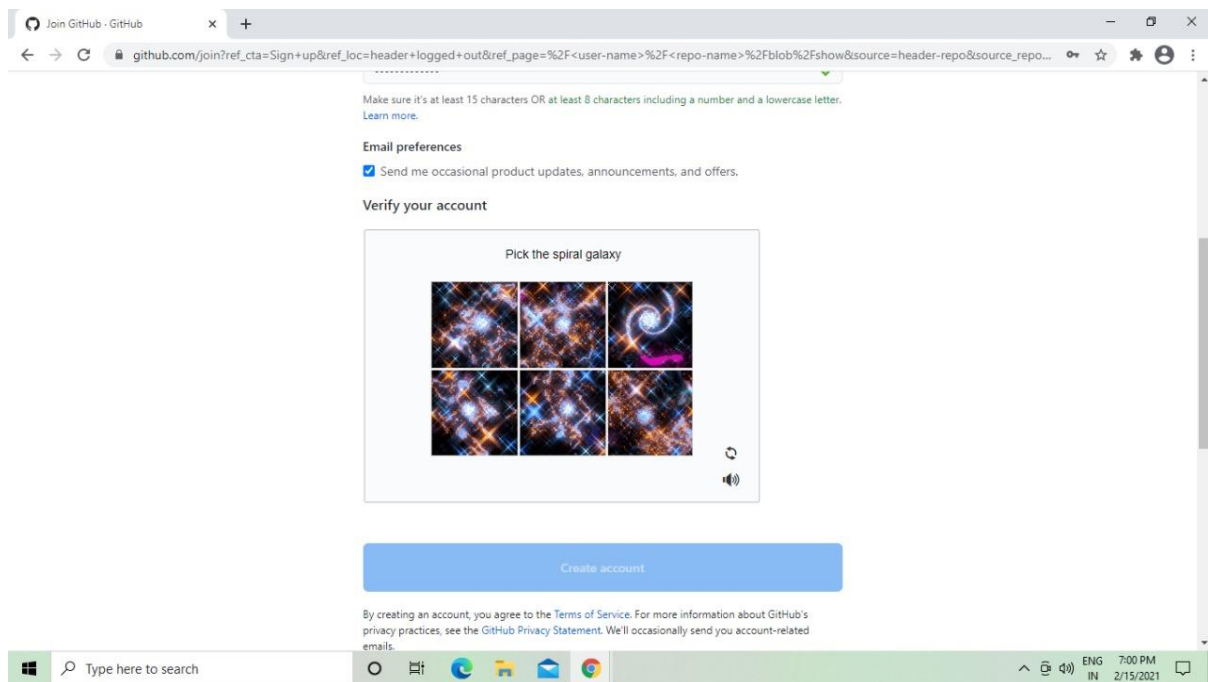 Join GitHub · GitHub
github.com/join?ref_cta=Sign+up&ref_loc=header+logged+out&ref_page=%2F<user-name>%2F<repo-name>%2Fblob%2Fshow&source=header-repo&source_repo...
Make sure it's at least 15 characters OR at least 8 characters including a number and a lowercase letter.
Learn more.
Email preferences
Send me occasional product updates, announcements, and offers.
Verify your account
Pick the spiral galaxy
Create account
By creating an account, you agree to the Terms of Service. For more information about GitHub's
privacy practices, see the GitHub Privacy Statement. We'll occasionally send you account-related
emails.
Type here to search
ENG
IN
7:00 PM
2/15/2021